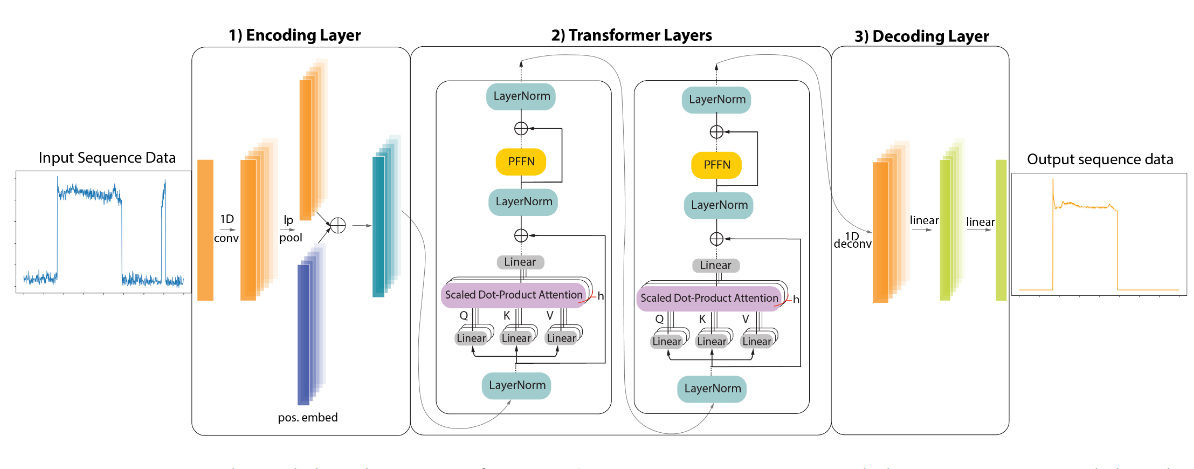 1) Encoding Layer
2) Transformer Layers
3) Decoding Layer
Input Sequence Data
1D
conv
lp
pool
pos. embed
LayerNorm
PFFN
LayerNorm
Linear
Scaled Dot-Product Attention
h
Q K V
Linear Linear Linear
LayerNorm
LayerNorm
PFFN
LayerNorm
Linear
Scaled Dot-Product Attention
h
Q K V
Linear Linear Linear
LayerNorm
1D
deconv
linear
linear
Output sequence data